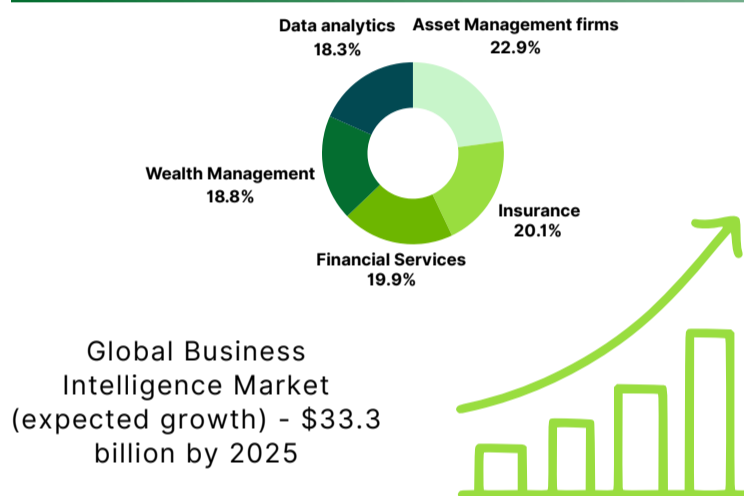 Data analytics
18.3%
Asset Management firms
22.9%
Wealth Management
18.8%
Insurance
20.1%
Financial Services
19.9%
Global Business
Intelligence Market
(expected growth) - $33.3
billion by 2025